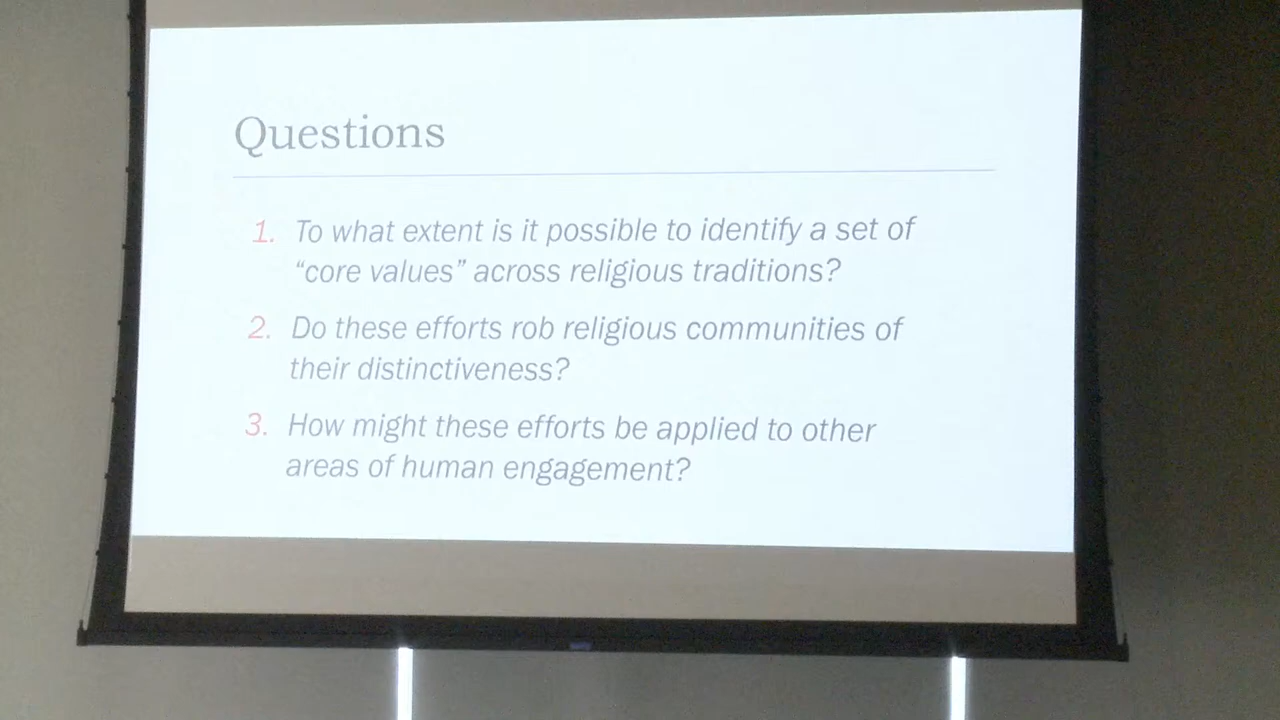 Questions
1. To what extent is it possible to identify a set of
“core values” across religious traditions?
2. Do these efforts rob religious communities of
their distinctiveness?
3. How might these efforts be applied to other
areas of human engagement?